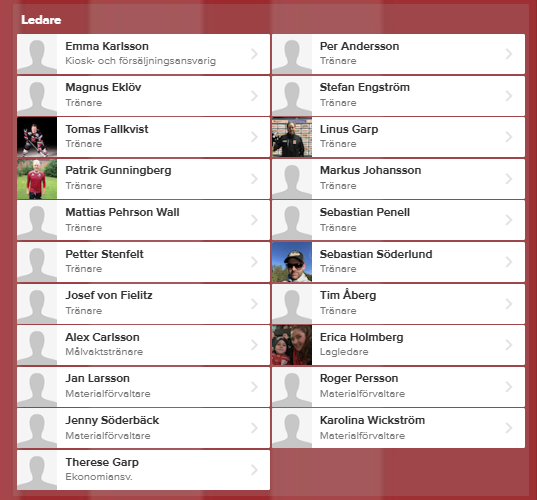 Ledare
Emma Karlsson
Kiosk- och försäljningsansvarig
Per Andersson
Tränare
Magnus Eklöv
Tränare
Stefan Engström
Tränare
Tomas Fallkvist
Tränare
Linus Garp
Tränare
Patrik Gunningberg
Tränare
Markus Johansson
Tränare
Mattias Pehrson Wall
Tränare
Sebastian Penell
Tränare
Petter Stenfelt
Tränare
Sebastian Söderlund
Tränare
Josef von Fielitz
Tränare
Tim Åberg
Tränare
Alex Carlsson
Målvaktstränare
Erica Holmberg
Lagledare
Jan Larsson
Materialförvaltare
Roger Persson
Materialförvaltare
Jenny Söderbäck
Materialförvaltare
Karolina Wickström
Materialförvaltare
Therese Garp
Ekonomiansv.